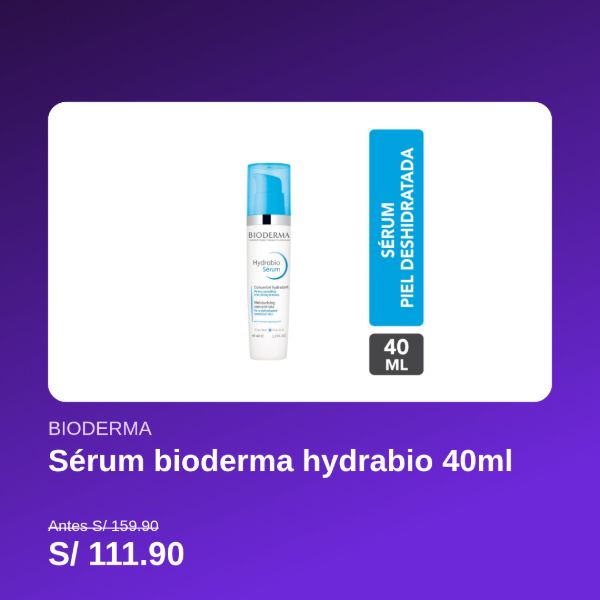 BIODERMA
Hydrabio
Sérum
SÉRUM
PIEL DESHIDRATADA
40
ML
BIODERMA
Sérum bioderma hydrabio 40ml
Antes S/ 159.90
S/ 111.90